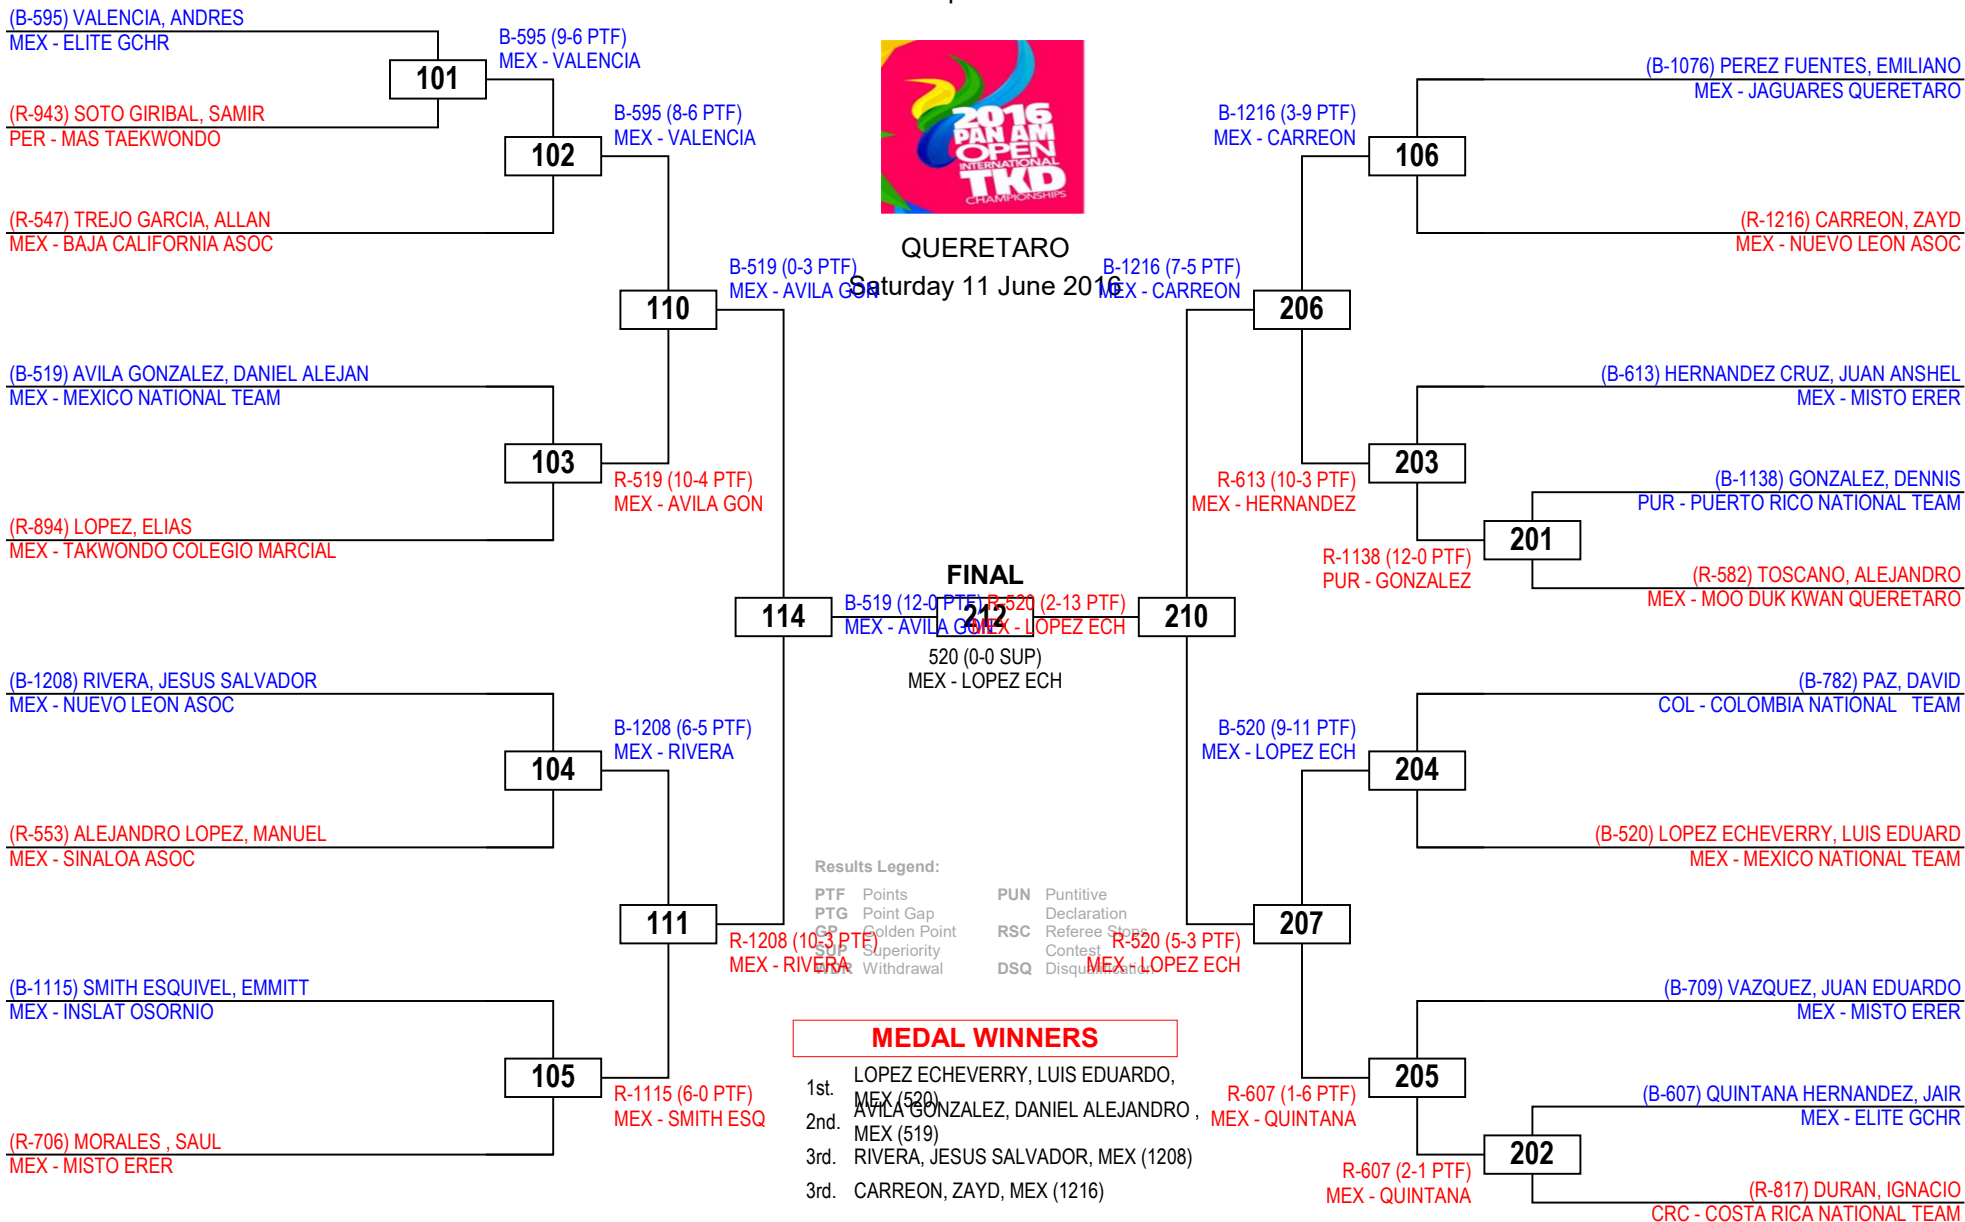 (B-595) VALENCIA, ANDRES
MEX - ELITE GCHR
101
(R-943) SOTO GIRIBAL, SAMIR
PER - MAS TAEKWONDO
B-595 (9-6 PTF)
MEX - VALENCIA
102
(R-547) TREJO GARCIA, ALLAN
MEX - BAJA CALIFORNIA ASOC
B-595 (8-6 PTF)
MEX - VALENCIA
110
(B-519) AVILA GONZALEZ, DANIEL ALEJAN
MEX - MEXICO NATIONAL TEAM
103
(R-894) LOPEZ, ELIAS
MEX - TAKWONDO COLEGIO MARCIAL
R-519 (10-4 PTF)
MEX - AVILA GON
B-519 (0-3 PTF)
MEX - AVILA GON
114
(B-1208) RIVERA, JESUS SALVADOR
MEX - NUEVO LEON ASOC
104
(R-553) ALEJANDRO LOPEZ, MANUEL
MEX - SINALOA ASOC
B-1208 (6-5 PTF)
MEX - RIVERA
111
(B-1115) SMITH ESQUIVEL, EMMITT
MEX - INSLAT OSORNIO
105
(R-706) MORALES , SAUL
MEX - MISTO ERER
R-1115 (6-0 PTF)
MEX - SMITH ESQ
R-1208 (10-3 PTF)
MEX - RIVERA
2016
PAN AM
OPEN
INTERNATIONAL
TKD
CHAMPIONSHIPS
QUERETARO
Saturday 11 June 2016
FINAL
B-519 (12-0 PTF)
MEX - AVILA GON
212
R-520 (2-13 PTF)
MEX - LOPEZ ECH
520 (0-0 SUP)
MEX - LOPEZ ECH
Results Legend:
PTF Points
PTG Point Gap
GP Golden Point
SUP Superiority
WDR Withdrawal
PUN Puntitive
Declaration
RSC Referee Stops
Contest
DSQ Disqualification
MEDAL WINNERS
1st. LOPEZ ECHEVERRY, LUIS EDUARDO,
MEX (520)
2nd. AVILA GONZALEZ, DANIEL ALEJANDRO ,
MEX (519)
3rd. RIVERA, JESUS SALVADOR, MEX (1208)
3rd. CARREON, ZAYD, MEX (1216)
(B-1076) PEREZ FUENTES, EMILIANO
MEX - JAGUARES QUERETARO
B-1216 (3-9 PTF)
MEX - CARREON
106
(R-1216) CARREON, ZAYD
MEX - NUEVO LEON ASOC
B-1216 (7-5 PTF)
MEX - CARREON
206
(B-613) HERNANDEZ CRUZ, JUAN ANSHEL
MEX - MISTO ERER
203
R-613 (10-3 PTF)
MEX - HERNANDEZ
(B-1138) GONZALEZ, DENNIS
PUR - PUERTO RICO NATIONAL TEAM
201
R-1138 (12-0 PTF)
PUR - GONZALEZ
(R-582) TOSCANO, ALEJANDRO
MEX - MOO DUK KWAN QUERETARO
210
(B-782) PAZ, DAVID
COL - COLOMBIA NATIONAL TEAM
B-520 (9-11 PTF)
MEX - LOPEZ ECH
204
(B-520) LOPEZ ECHEVERRY, LUIS EDUARD
MEX - MEXICO NATIONAL TEAM
207
R-520 (5-3 PTF)
MEX - LOPEZ ECH
(B-709) VAZQUEZ, JUAN EDUARDO
MEX - MISTO ERER
205
R-607 (1-6 PTF)
MEX - QUINTANA
(B-607) QUINTANA HERNANDEZ, JAIR
MEX - ELITE GCHR
202
R-607 (2-1 PTF)
MEX - QUINTANA
(R-817) DURAN, IGNACIO
CRC - COSTA RICA NATIONAL TEAM